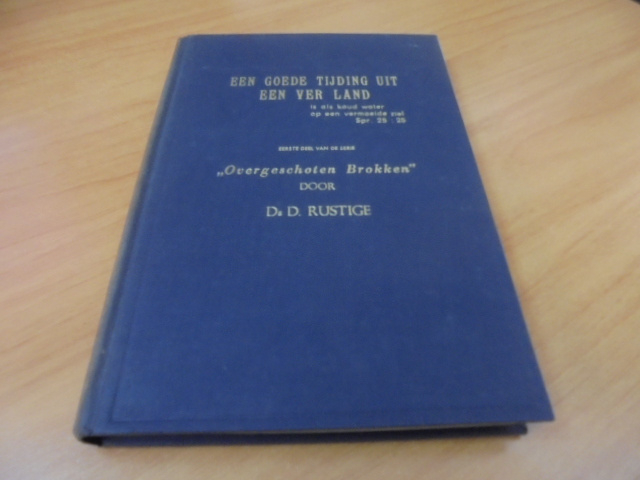 EEN GOEDE TIJDING UIT
EEN VER LAND
is als koud water
op een vermoeide ziel
Spr. 25 : 25
EERSTE DEEL VAN DE SERIE
„Overgeschoten Brokken"
DOOR
Ds D. RUSTIGE